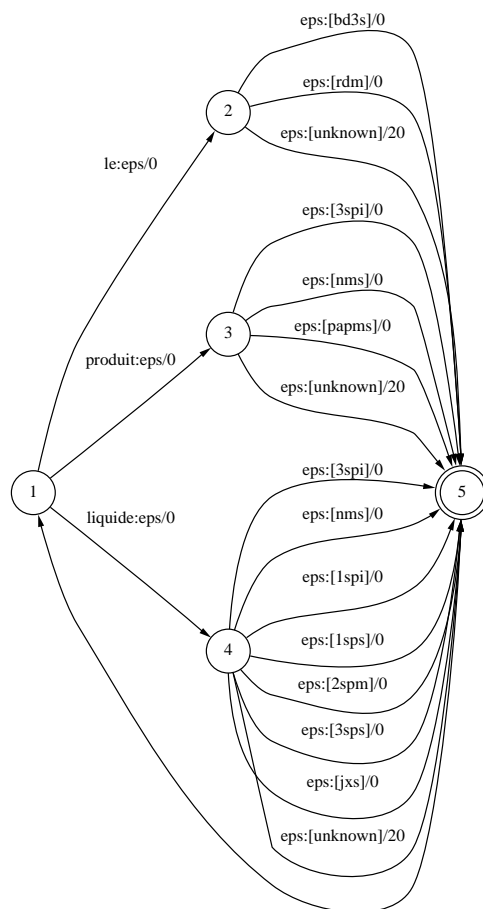 eps:[bd3s]/0
2
eps:[rdm]/0
eps:[unknown]/20
le:eps/0
eps:[3spi]/0
3
eps:[nms]/0
eps:[papms]/0
produit:eps/0
eps:[unknown]/20
1
eps:[3spi]/0
5
liquide:eps/0
eps:[nms]/0
eps:[1spi]/0
4
eps:[1sps]/0
eps:[2spm]/0
eps:[3sps]/0
eps:[jxs]/0
eps:[unknown]/20